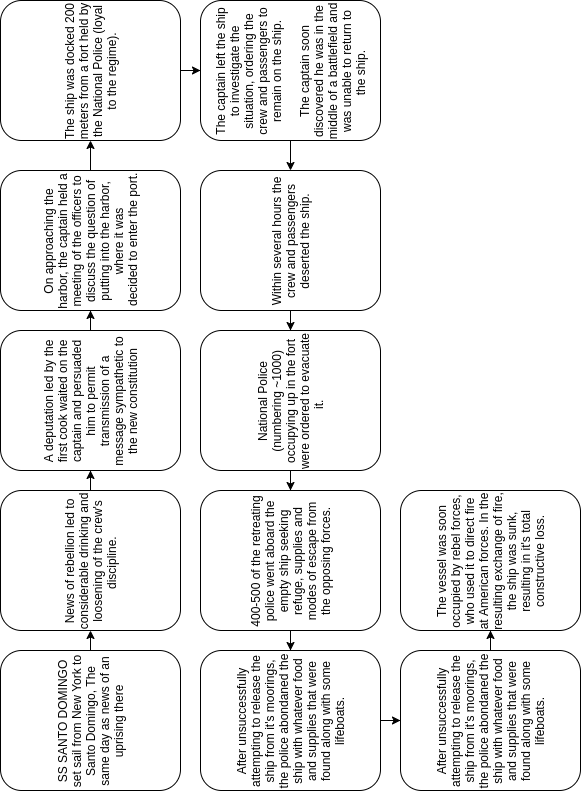 SS SANTO DOMINGO
set sail from New York to
Santo Domingo. The
same day as news of an
uprising there
News of rebellion led to
considerable drinking and
loosening of the crew's
discipline.
A deputation led by the
first cook waited on the
captain and persuaded
him to permit
transmission of a
message sympathetic to
the new constitution
On approaching the
harbor, the captain held a
meeting of the officers to
discuss the question of
putting into the harbor,
where it was
decided to enter the port.
The ship was docked 200
meters from a fort held by
the National Police (loyal
to the regime).
The captain left the ship
to investigate the
situation, ordering the
crew and passengers to
remain on the ship.
The captain soon
discovered he was in the
middle of a battlefield and
was unable to return to
the ship.
Within several hours the
crew and passengers
deserted the ship.
National Police
(numbering ~1000)
occupying up in the fort
were ordered to evacuate
it.
400-500 of the retreating
police went aboard the
empty ship seeking
refuge, supplies and
modes of escape from
the opposing forces.
After unsuccessfully
attempting to release the
ship from it's moorings,
the police abondaned the
ship with whatever food
and supplies that were
found along with some
lifeboats.
After unsuccessfully
attempting to release the
ship from it's moorings,
the police abondaned the
ship with whatever food
and supplies that were
found along with some
lifeboats.
The vessel was soon
occupied by rebel forces,
who used it to direct fire
at American forces. In the
resulting exchange of fire,
the ship was sunk,
resulting in it's total
constructive loss.